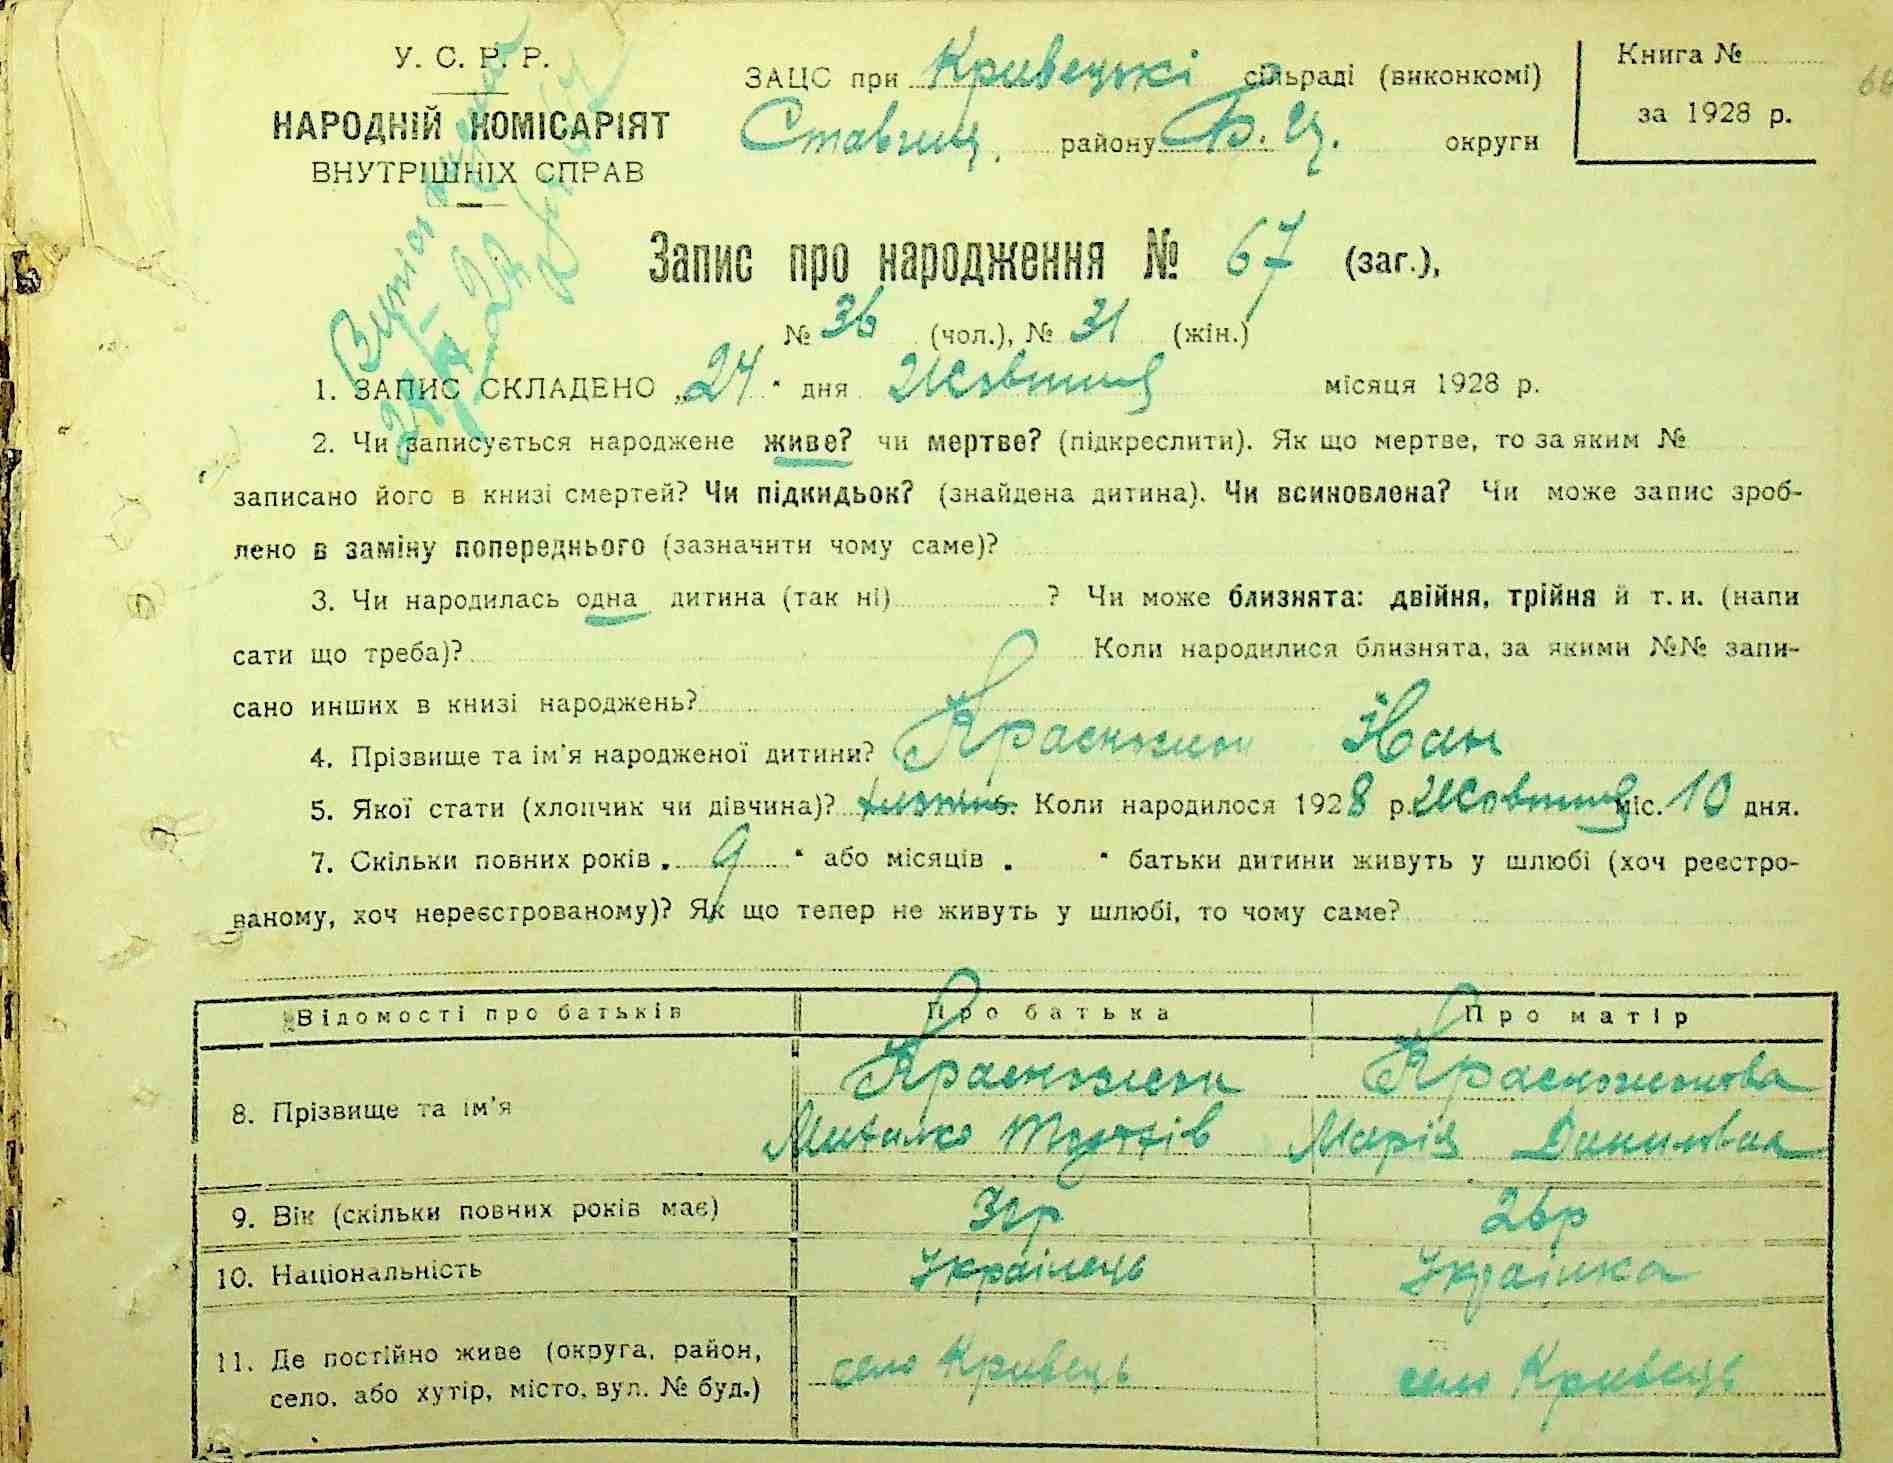 У. С. Р. Р.
НАРОДНІЙ КОМІСАРІЯТ
ВНУТРІШНІХ СПРАВ
ЗАЦС при Кривецькі сільраді (виконкомі)
Ставищ. району Б. Ц. округи
Книга №
за 1928 р.
Запис про народження № 67 (заг.),
№ 36 (чол.), № 31 (жін.)
1. ЗАПИС СКЛАДЕНО „24" дня Жовтня місяця 1928 р.
2. Чи записується народжене живе? чи мертве? (підкреслити). Як що мертве, то за яким №
записано його в книзі смертей? Чи підкидьок? (знайдена дитина). Чи всиновлена? Чи може запис зроб-
лено в заміну попереднього (зазначити чому саме)?
3. Чи народилась одна дитина (так ні) ? Чи може близнята: двійня, трійня й т. и. (напи
сати що треба)? Коли народилися близнята, за якими №№ запи-
сано инших в книзі народжень?
4. Прізвище та ім'я народженої дитини? Іван
5. Якої стати (хлопчик чи дівчина)? Коли народилося 1928 р. Жовтня міс. 10 дня.
7. Скільки повних років „ 9 " або місяців „ " батьки дитини живуть у шлюбі (хоч реєстро-
ваному, хоч нереєстрованому)? Як що тепер не живуть у шлюбі, то чому саме?
Відомості про батьків Про батька Про матір
8. Прізвище та ім'я
Марія Даниловна
9. Вік (скільки повних років має) 31р 26р
10. Національність Українець Українка
11. Де постійно живе (округа, район, село, або хутір, місто, вул. № буд.) село Кривець село Кривець